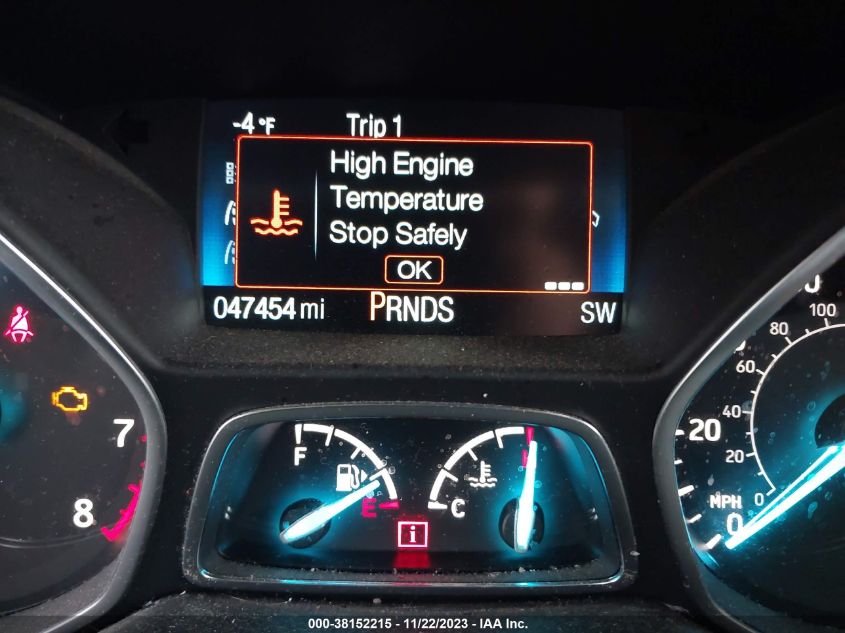 -4 °F Trip 1
High Engine
Temperature
Stop Safely
OK
047454 mi PRNDS SW
7
8
F
E
C
H
i
100
80
60
40
20
0
20
MPH
0
000-38152215 - 11/22/2023 - IAA Inc.